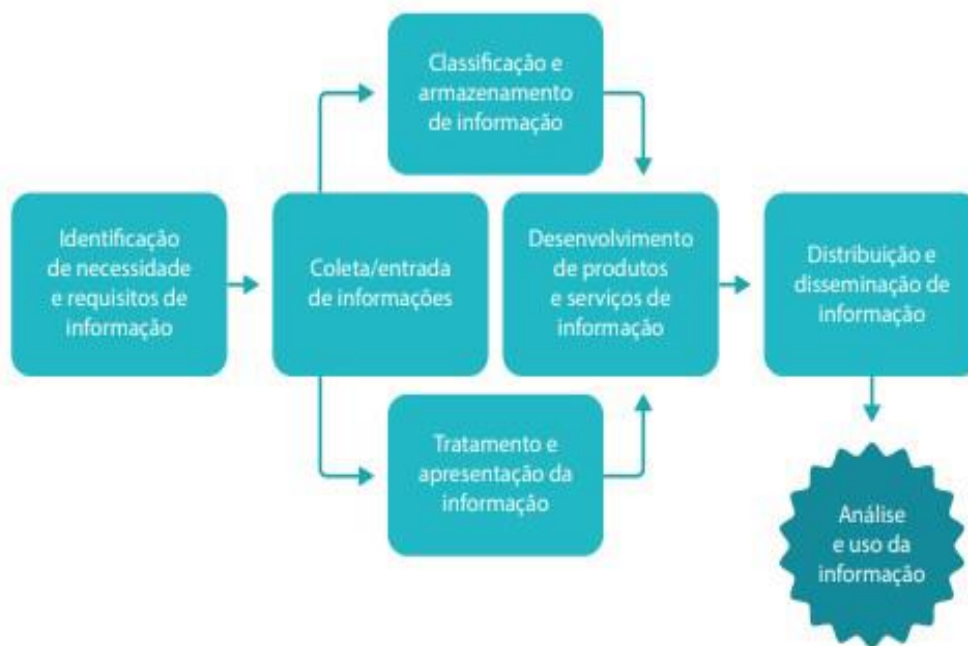 Classificação e
armazenamento
de informação
Identificação
de necessidade
e requisitos de
informação
Coleta/entrada
de informações
Desenvolvimento
de produtos
e serviços de
informação
Distribuição e
disseminação de
informação
Tratamento e
apresentação da
informação
Análise
e uso da
informação